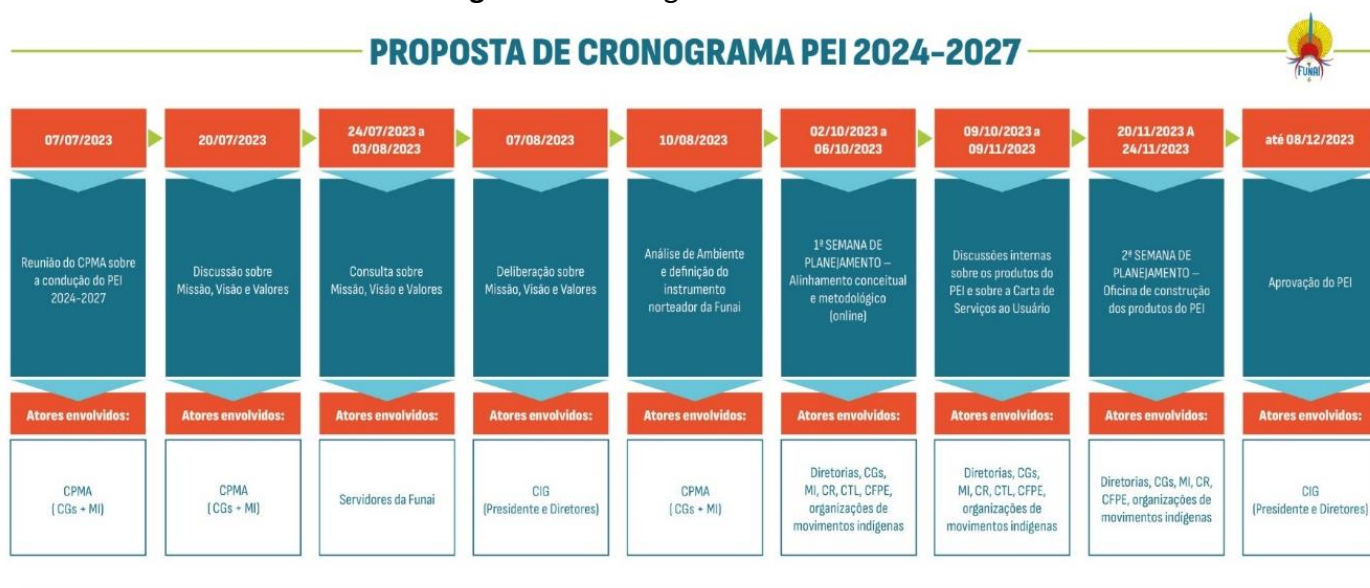 PROPOSTA DE CRONOGRAMA PEI 2024-2027
FUNAI
07/07/2023
Reunião do CPMA sobre
a condução do PEI
2024-2027
Atores envolvidos:
CPMA
( CGs + MI)
20/07/2023
Discussão sobre
Missão, Visão e Valores
Atores envolvidos:
CPMA
( CGs + MI)
24/07/2023 a
03/08/2023
Consulta sobre
Missão, Visão e Valores
Atores envolvidos:
Servidores da Funai
07/08/2023
Deliberação sobre
Missão, Visão e Valores
Atores envolvidos:
CIG
(Presidente e Diretores)
10/08/2023
Análise de Ambiente
e definição do
instrumento
norteador da Funai
Atores envolvidos:
CPMA
( CGs + MI)
02/10/2023 a
06/10/2023
1ª SEMANA DE
PLANEJAMENTO –
Alinhamento conceitual
e metodológico
(online)
Atores envolvidos:
Diretorias, CGs,
MI, CR, CTL, CFPE,
organizações de
movimentos indígenas
09/10/2023 a
09/11/2023
Discussões internas
sobre os produtos do
PEI e sobre a Carta de
Serviços ao Usuário
Atores envolvidos:
Diretorias, CGs,
MI, CR, CTL, CFPE,
organizações de
movimentos indígenas
20/11/2023 A
24/11/2023
2ª SEMANA DE
PLANEJAMENTO –
Oficina de construção
dos produtos do PEI
Atores envolvidos:
Diretorias, CGs, MI, CR,
CFPE, organizações de
movimentos indígenas
até 08/12/2023
Aprovação do PEI
Atores envolvidos:
CIG
(Presidente e Diretores)